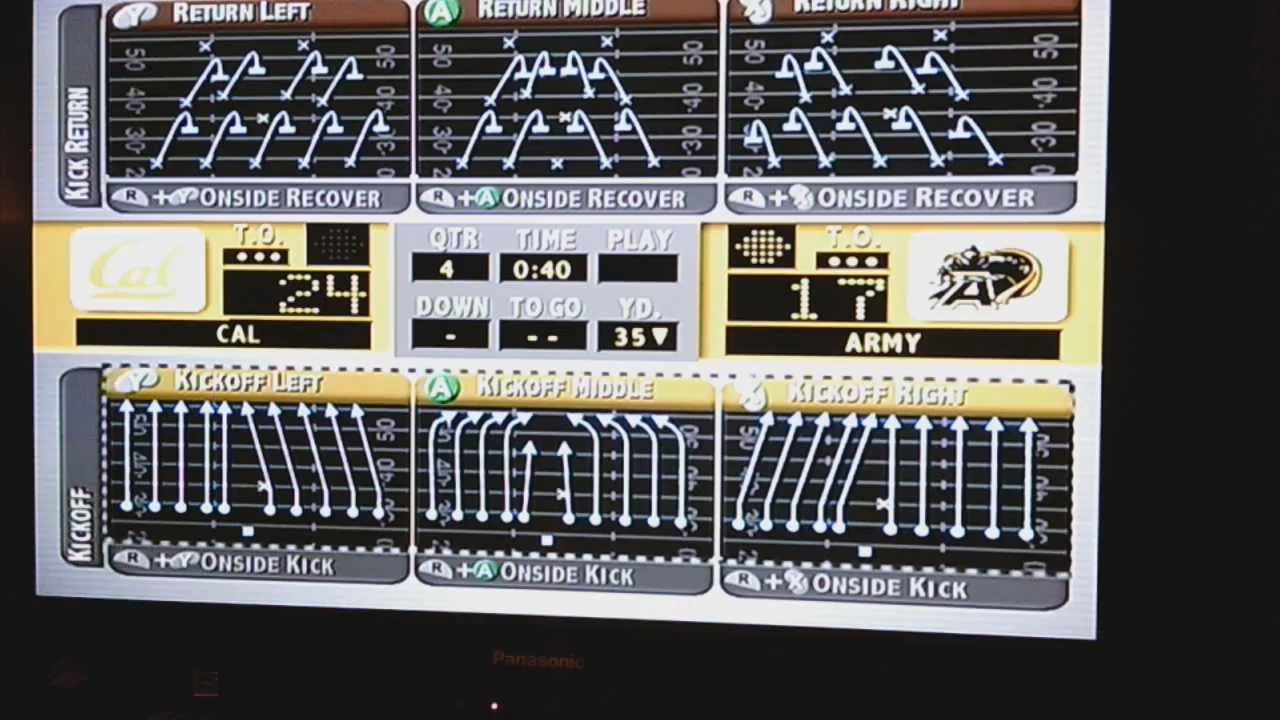 Y RETURN LEFT
A RETURN MIDDLE
X RETURN RIGHT
KICK RETURN
R + Y ONSIDE RECOVER
R + A ONSIDE RECOVER
R + X ONSIDE RECOVER
Cal
T.O.
24
CAL
QTR TIME PLAY
4 0:40
DOWN TO GO YD.
- - - 35▼
T.O.
17
A
ARMY
Y KICKOFF LEFT
A KICKOFF MIDDLE
X KICKOFF RIGHT
KICKOFF
R + Y ONSIDE KICK
R + A ONSIDE KICK
R + X ONSIDE KICK
Panasonic